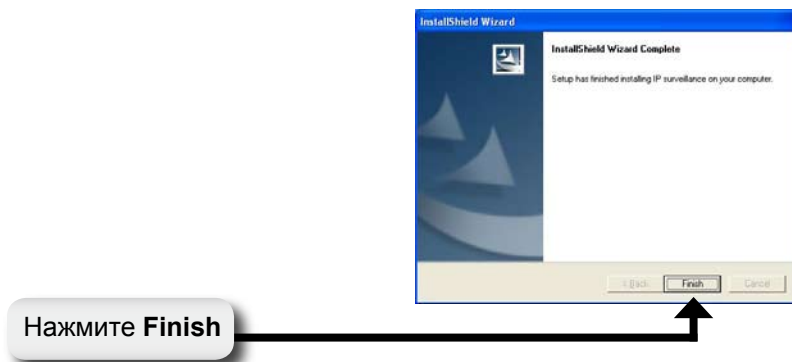 InstallShield Wizard
InstallShield Wizard Complete
Setup has finished installing IP surveillance on your computer.
< Back
Finish
Cancel
Нажмите Finish